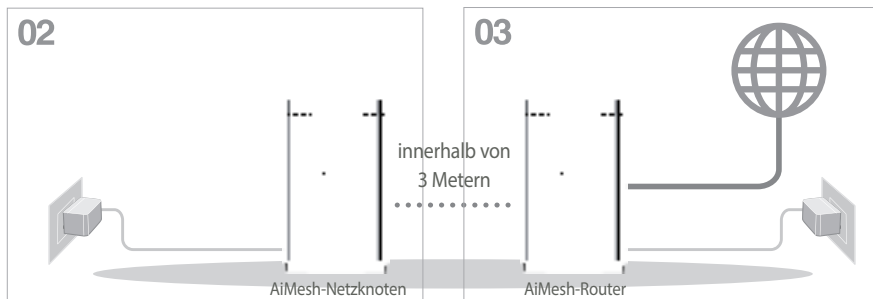 02
03
innerhalb von
3 Metern
AiMesh-Netzknoten
AiMesh-Router